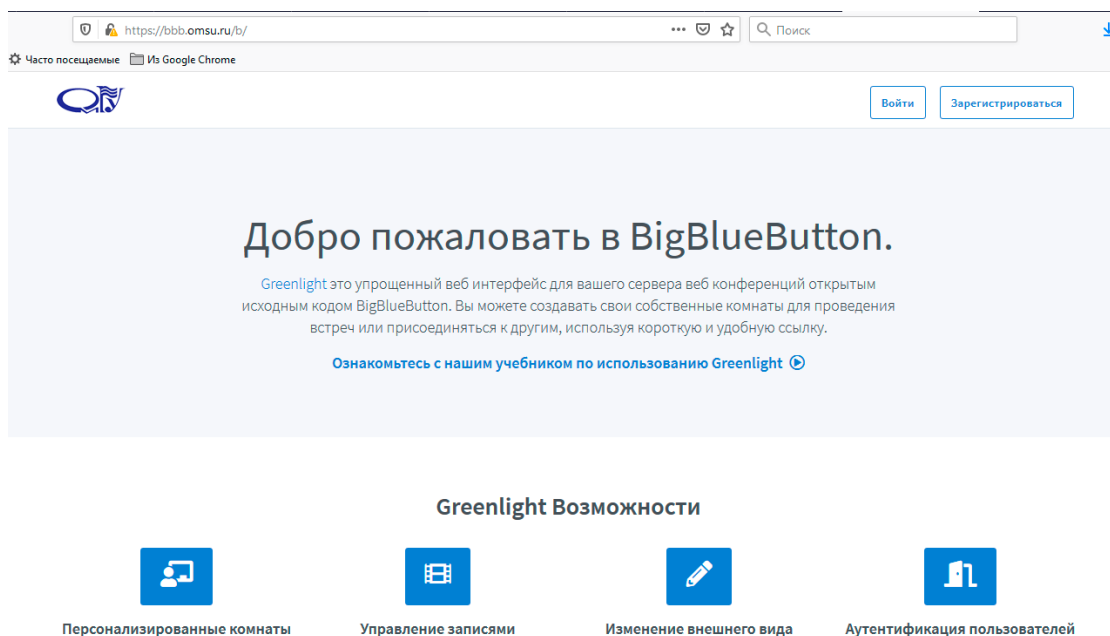 https://bbb.omsu.ru/b/
Поиск
Часто посещаемые Из Google Chrome
ОГУ
Войти Зарегистрироваться
Добро пожаловать в BigBlueButton.
Greenlight это упрощенный веб интерфейс для вашего сервера веб конференций открытым
исходным кодом BigBlueButton. Вы можете создавать свои собственные комнаты для проведения
встреч или присоединяться к другим, используя короткую и удобную ссылку.
Ознакомьтесь с нашим учебником по использованию Greenlight
Greenlight Возможности
Персонализированные комнаты Управление записями Изменение внешнего вида Аутентификация пользователей